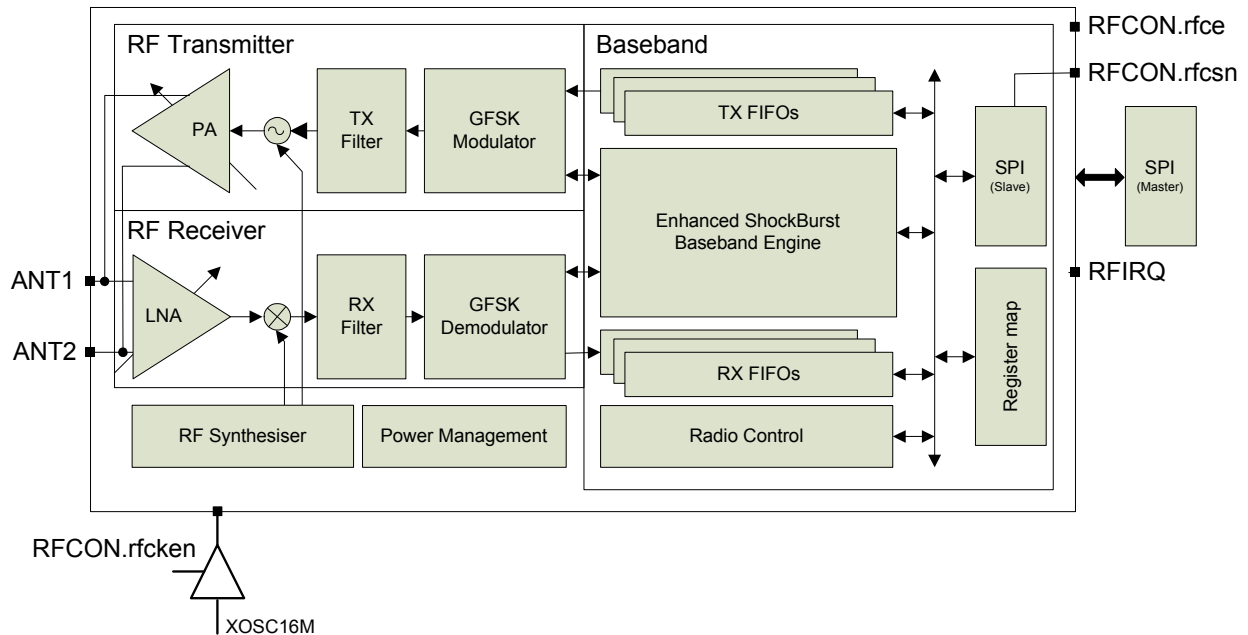 RF Transmitter
Baseband
RFCON.rfce
RFCON.rfcsn
PA
TX
Filter
GFSK
Modulator
TX FIFOs
SPI
(Slave)
SPI
(Master)
Enhanced ShockBurst
Baseband Engine
RF Receiver
ANT1
LNA
RX
Filter
GFSK
Demodulator
RFIRQ
ANT2
RX FIFOs
Register map
RF Synthesiser
Power Management
Radio Control
RFCON.rfcken
XOSC16M